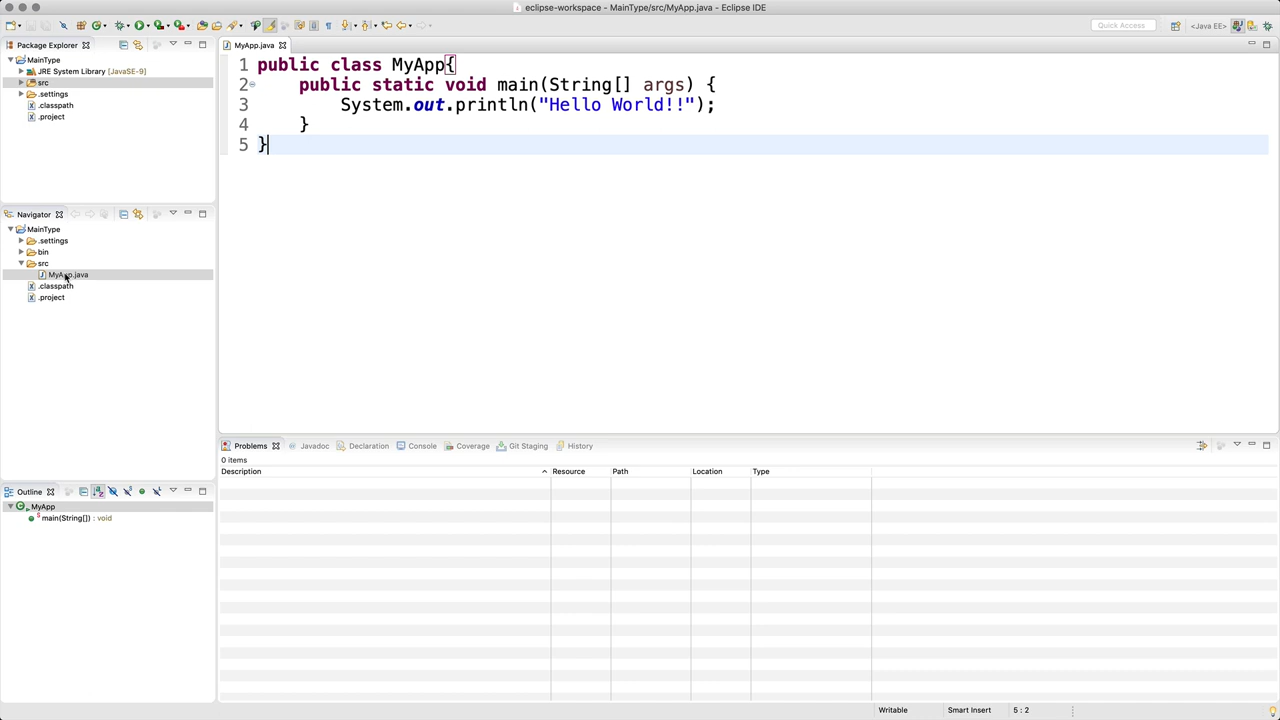 eclipse-workspace - MainType/src/MyApp.java - Eclipse IDE
Quick Access
<Java EE>
Package Explorer
MainType
JRE System Library [JavaSE-9]
src
.settings
.classpath
.project
Navigator
MainType
.settings
bin
src
MyApp.java
.classpath
.project
Outline
MyApp
main(String[]) : void
MyApp.java
1 public class MyApp{
2 public static void main(String[] args) {
3 System.out.println("Hello World!!");
4 }
5 }
Problems Javadoc Declaration Console Coverage Git Staging History
0 items
Description Resource Path Location Type
Writable Smart Insert 5 : 2